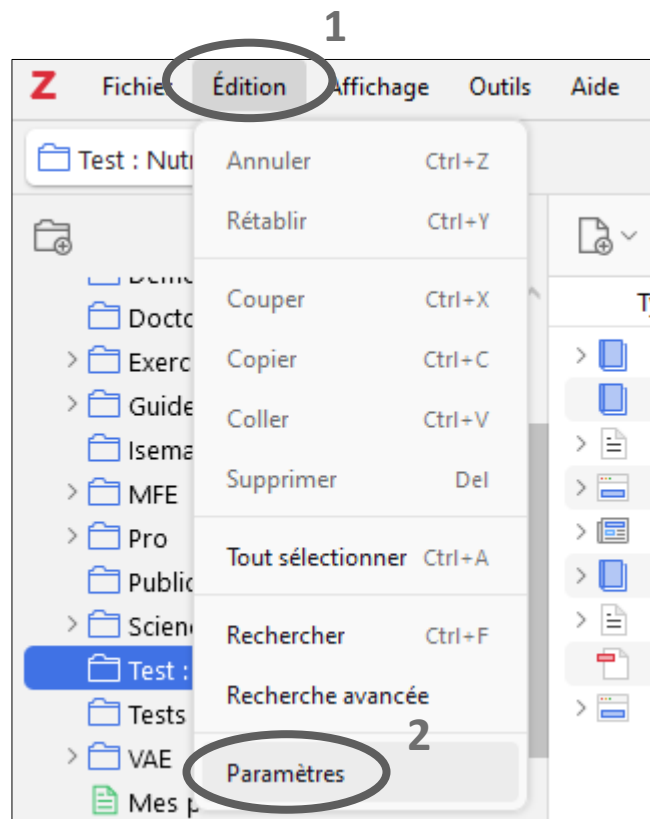 1
Z Fichier Édition Affichage Outils Aide
Test : Nut
Annuler Ctrl+Z
Rétablir Ctrl+Y
Couper Ctrl+X
Copier Ctrl+C
Coller Ctrl+V
Supprimer Del
Tout sélectionner Ctrl+A
Rechercher Ctrl+F
Recherche avancée
2
Paramètres
Docto
Exerc
Guide
Isema
MFE
Pro
Public
Scien
Test :
Tests
VAE
Mes p